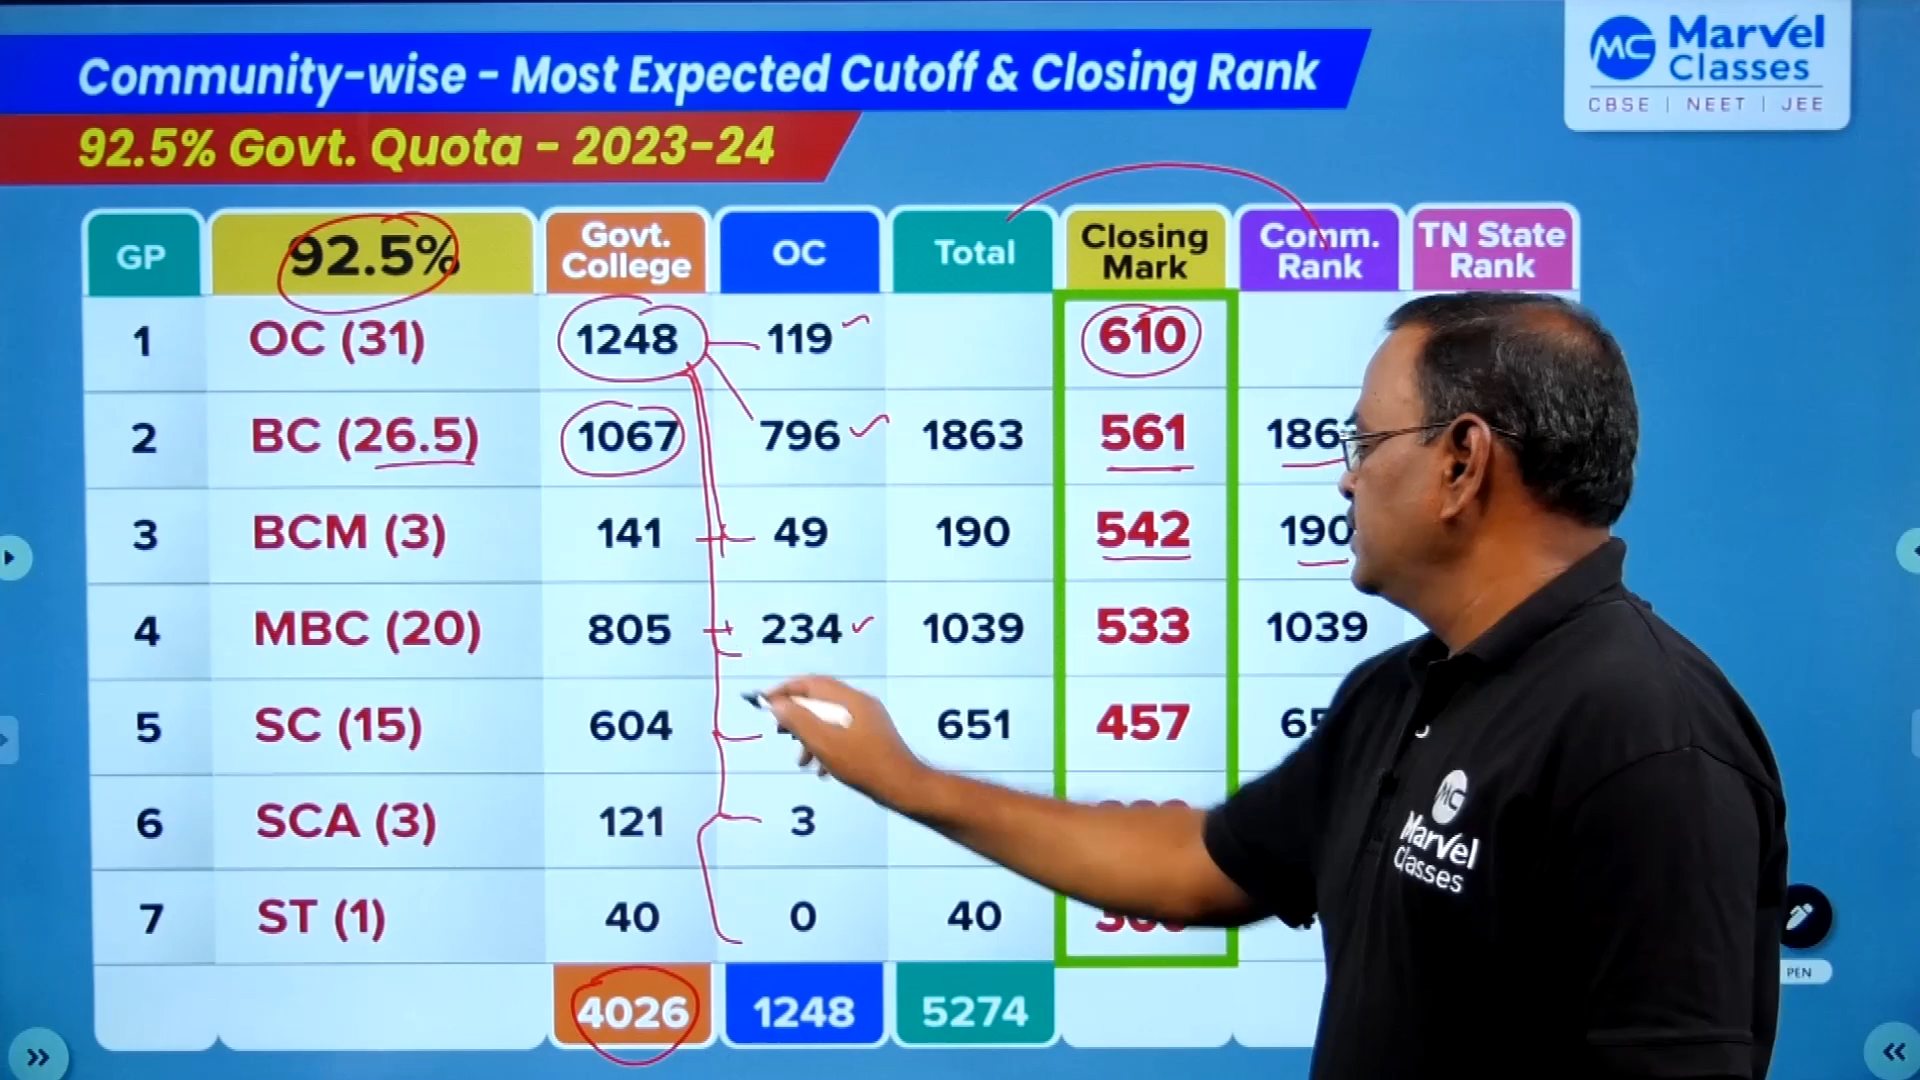 Community-wise - Most Expected Cutoff & Closing Rank
92.5% Govt. Quota - 2023-24
MC Marvel Classes
CBSE | NEET | JEE
GP 92.5% Govt. College OC Total Closing Mark Comm. Rank TN State Rank
1 OC (31) 1248 119 610
2 BC (26.5) 1067 796 1863 561
3 BCM (3) 141 49 190 542 190
4 MBC (20) 805 234 1039 533 1039
5 SC (15) 604 651 457
6 SCA (3) 121 3
7 ST (1) 40 0 40
4026 1248 5274
MC
Marvel
Classes
PEN